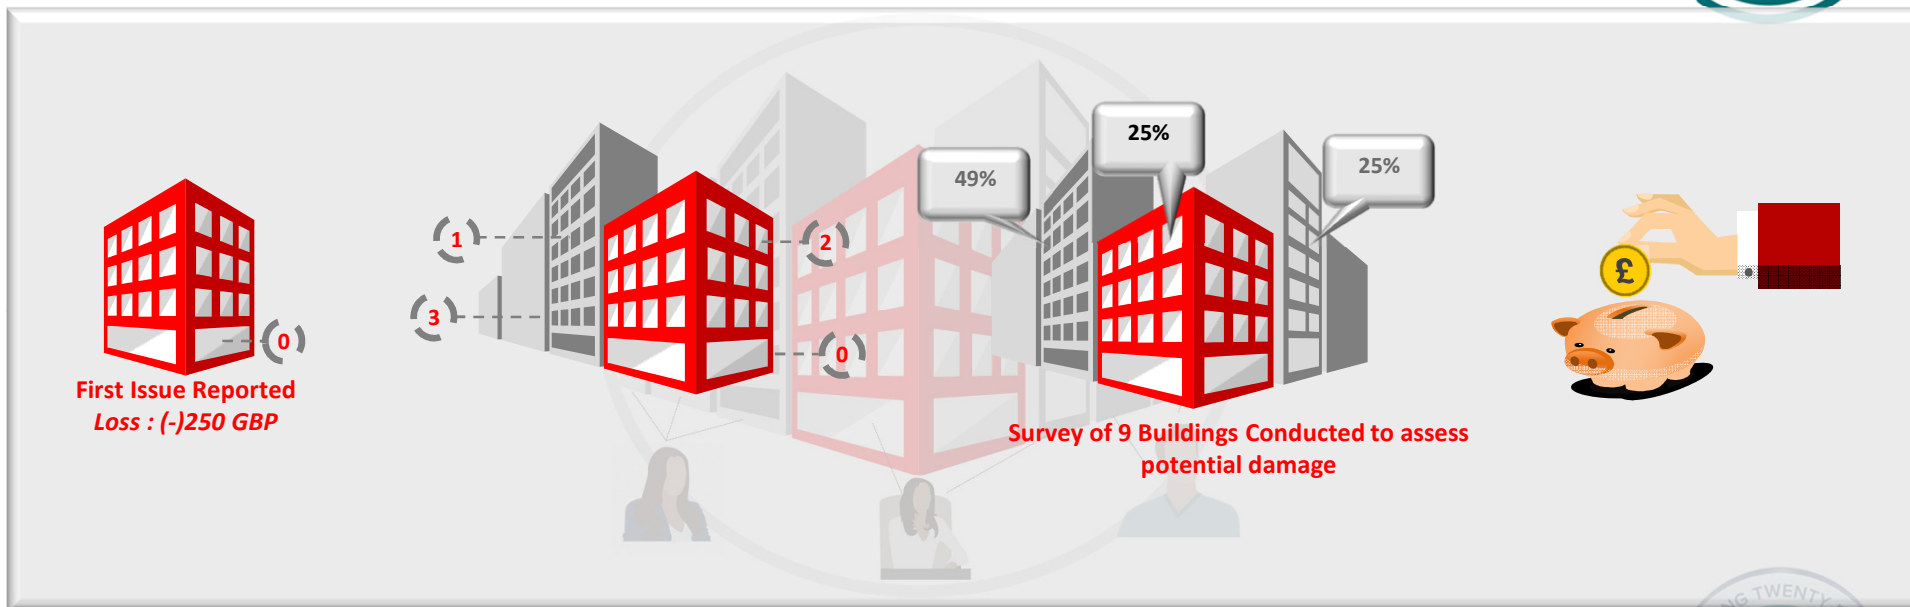 0
First Issue Reported
Loss : (-)250 GBP
1
3
2
0
49%
25%
25%
Survey of 9 Buildings Conducted to assess
potential damage
£
TWENTY